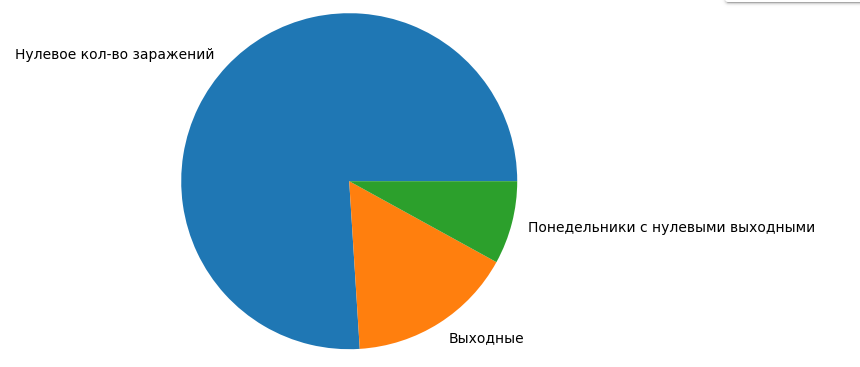 Нулевое кол-во заражений
Понедельники с нулевыми выходными
Выходные